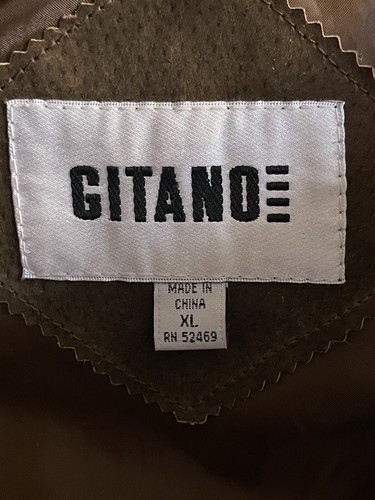 GITANO
MADE IN
CHINA
XL
RN 52469